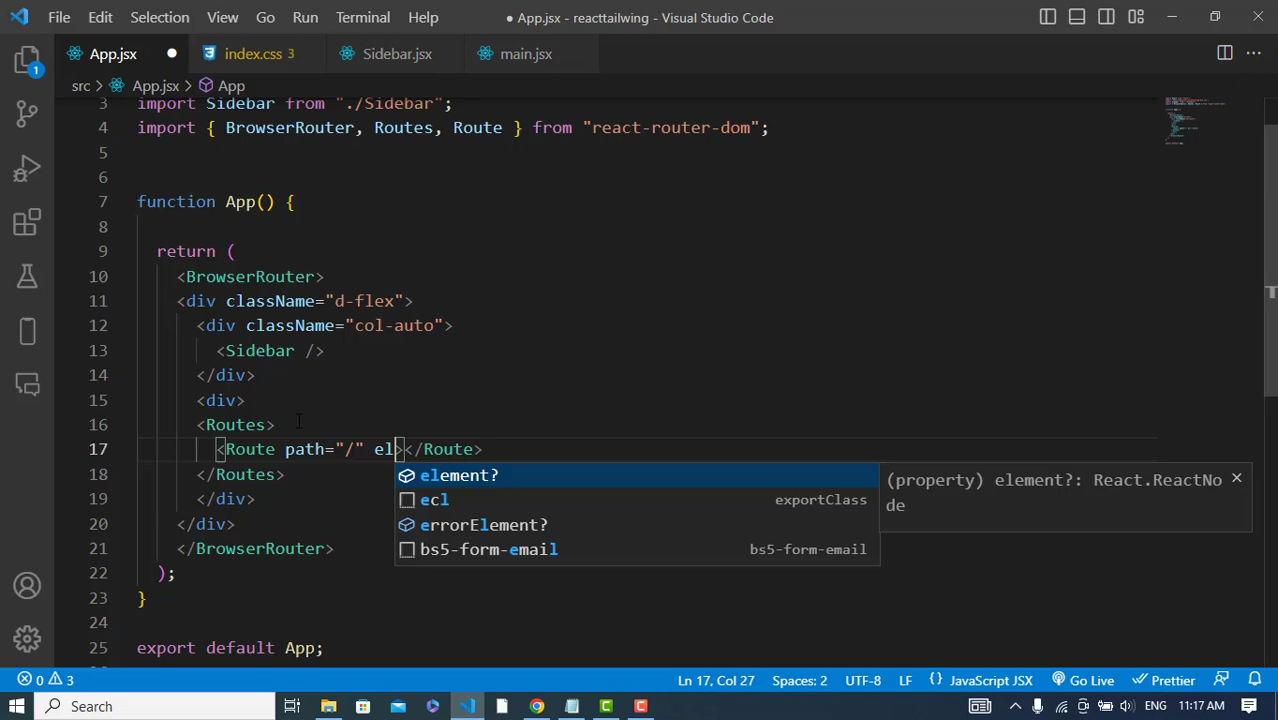 File Edit Selection View Go Run Terminal Help
● App.jsx - reacttailwing - Visual Studio Code
App.jsx ●
index.css 3
Sidebar.jsx
main.jsx
src > App.jsx > App
3 import Sidebar from "./Sidebar";
4 import { BrowserRouter, Routes, Route } from "react-router-dom";
5
6
7 function App() {
8
9 return (
10 <BrowserRouter>
11 <div className="d-flex">
12 <div className="col-auto">
13 <Sidebar />
14 </div>
15 <div>
16 <Routes>
17 <Route path="/" el></Route>
element?
(property) element?: React.ReactNo
de
ecl exportClass
errorElement?
bs5-form-email bs5-form-email
18 </Routes>
19 </div>
20 </div>
21 </BrowserRouter>
22 );
23 }
24
25 export default App;
1
0 3
Ln 17, Col 27 Spaces: 2 UTF-8 LF {} JavaScript JSX Go Live Prettier
Search
ENG 11:17 AM